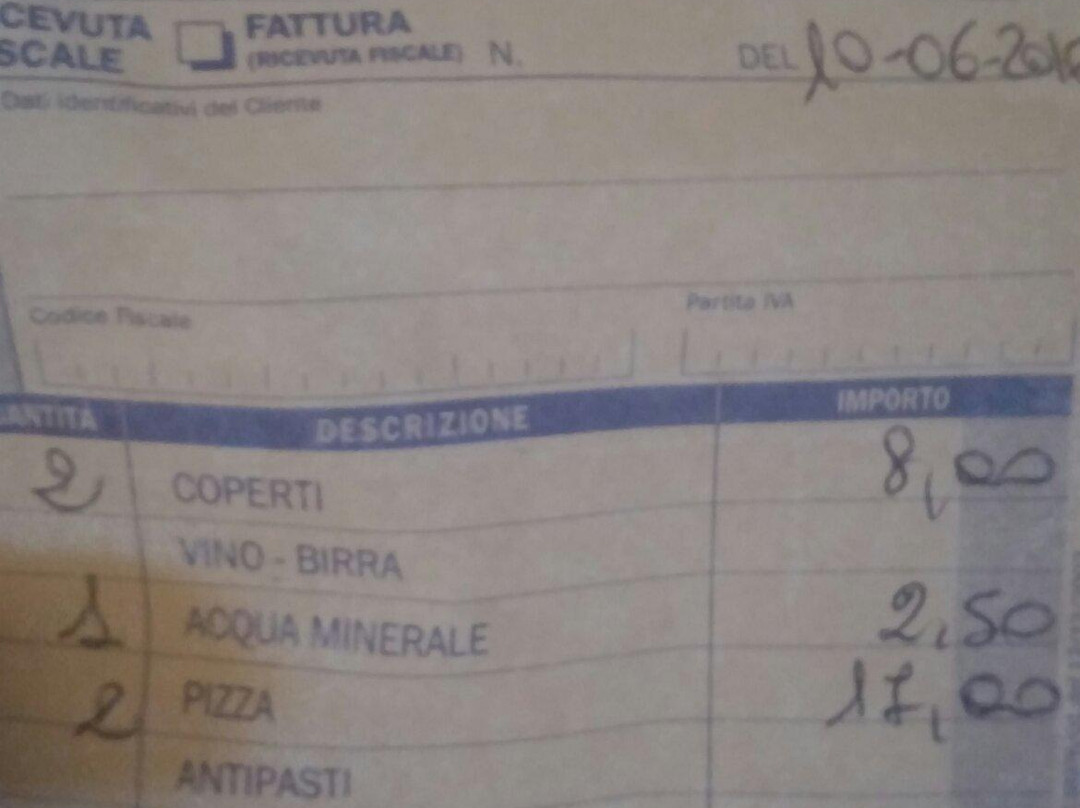 CEVUTA FATTURA
SCALE (RICEVUTA FISCALE) N. DEL 10-06-201
Dati identificativi del Cliente
Codice Fiscale Partita IVA
ANTITÀ DESCRIZIONE IMPORTO
2 COPERTI 8,00
VINO - BIRRA
1 ACQUA MINERALE 2,50
2 PIZZA 17,00
ANTIPASTI